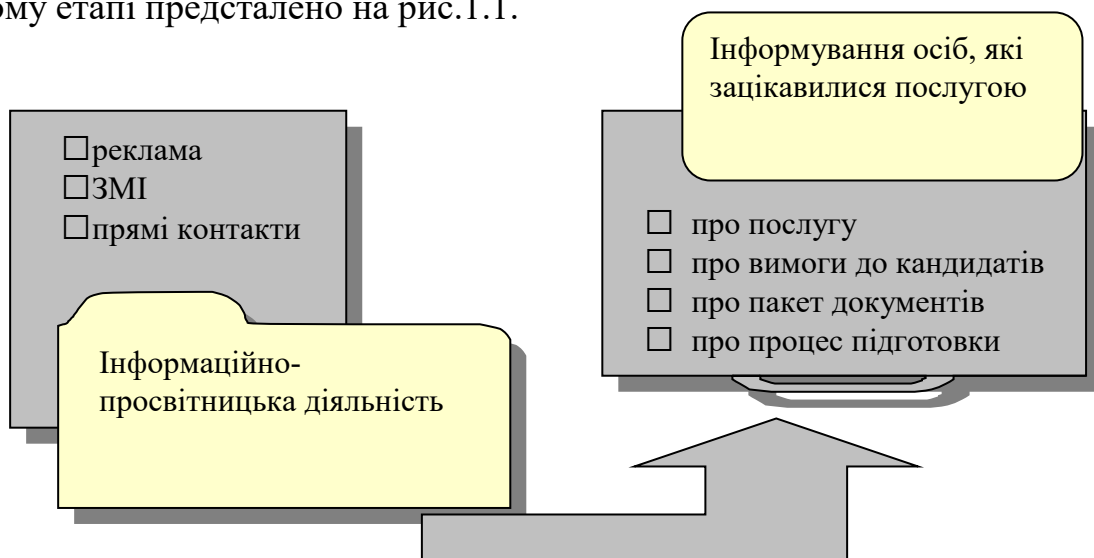 ому етапі предсталено на рис.1.1.
Інформування осіб, які
зацікавилися послугою
☐реклама
☐ЗМІ
☐прямі контакти
☐ про послугу
☐ про вимоги до кандидатів
☐ про пакет документів
☐ про процес підготовки
Інформаційно-
просвітницька діяльність